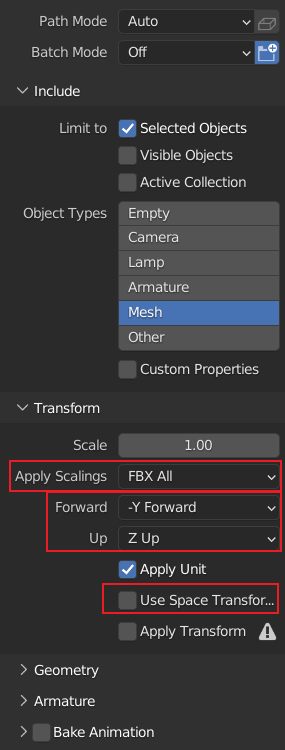 Path Mode Auto
Batch Mode Off
Include
Limit to Selected Objects
Visible Objects
Active Collection
Object Types Empty
Camera
Lamp
Armature
Mesh
Other
Custom Properties
Transform
Scale 1.00
Apply Scalings FBX All
Forward -Y Forward
Up Z Up
Apply Unit
Use Space Transfor...
Apply Transform
Geometry
Armature
Bake Animation